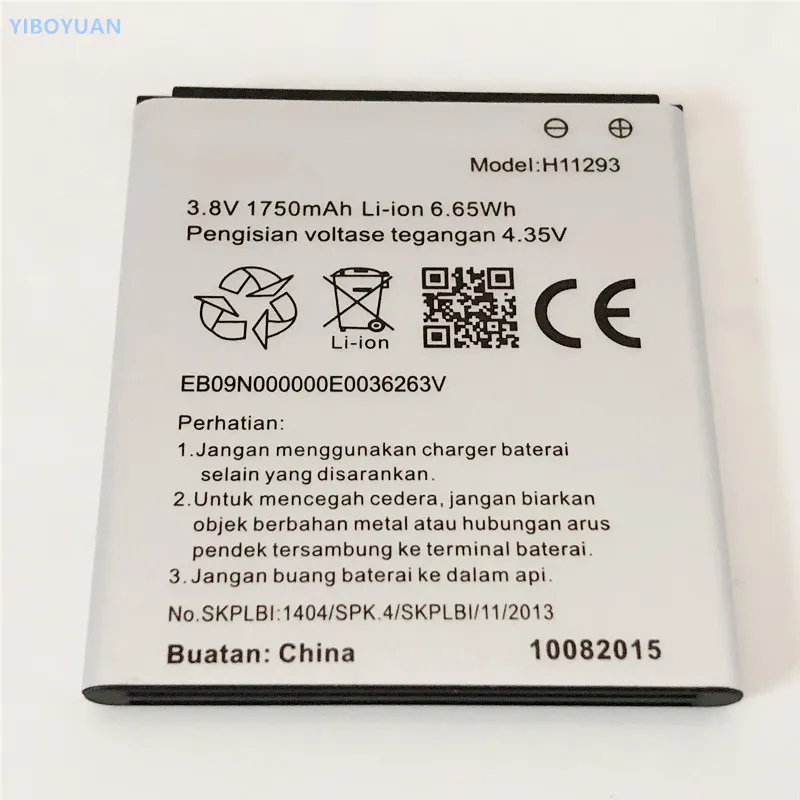 YIBOYUAN
Model:H11293
3.8V 1750mAh Li-ion 6.65Wh
Pengisian voltase tegangan 4.35V
Li-ion
CE
EB09N000000E0036263V
Perhatian:
1.Jangan menggunakan charger baterai
selain yang disarankan.
2.Untuk mencegah cedera, jangan biarkan
objek berbahan metal atau hubungan arus
pendek tersambung ke terminal baterai.
3.Jangan buang baterai ke dalam api.
No.SKPLBI:1404/SPK.4/SKPLBI/11/2013
Buatan: China 10082015